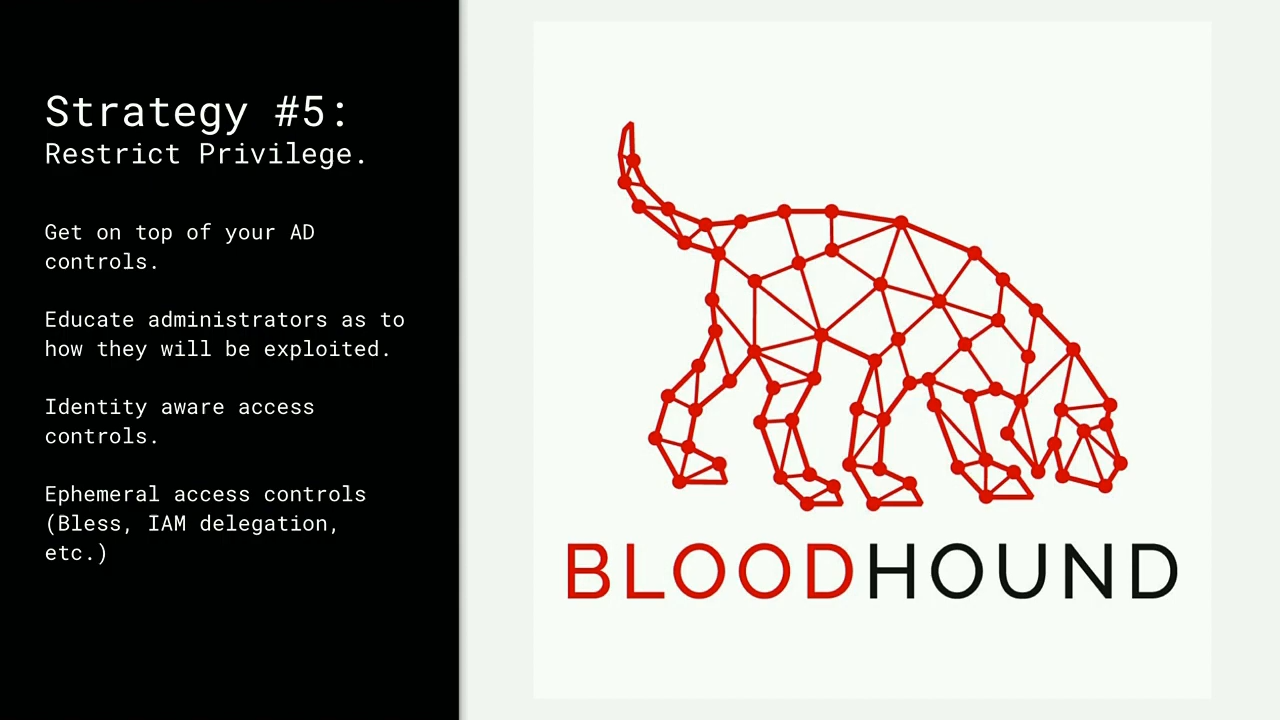 Strategy #5:
Restrict Privilege.
Get on top of your AD
controls.
Educate administrators as to
how they will be exploited.
Identity aware access
controls.
Ephemeral access controls
(Bless, IAM delegation,
etc.)
BLOODHOUND